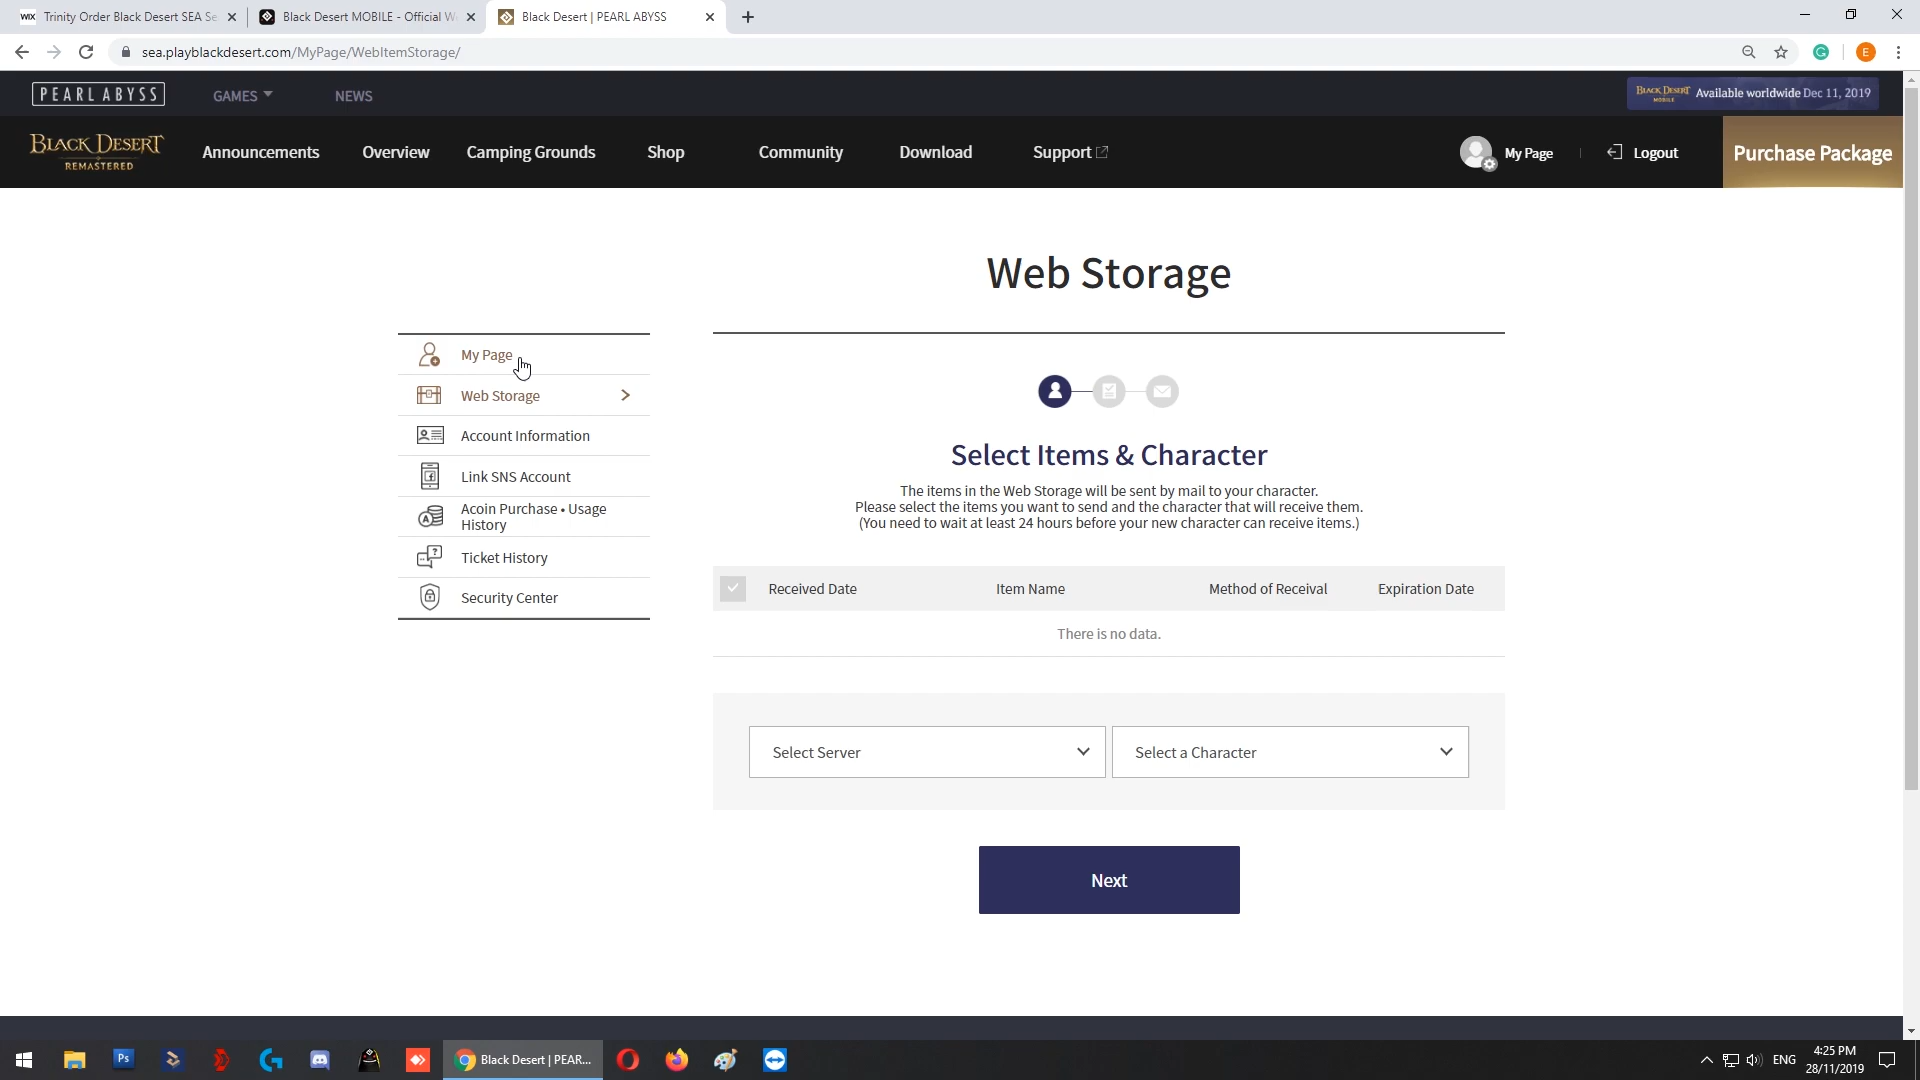 WIX Trinity Order Black Desert SEA Se
Black Desert MOBILE - Official W
Black Desert | PEARL ABYSS
sea.playblackdesert.com/MyPage/WebItemStorage/
E
PEARL ABYSS
GAMES
NEWS
BLACK DESERT MOBILE Available worldwide Dec 11, 2019
BLACK DESERT
REMASTERED
Announcements
Overview
Camping Grounds
Shop
Community
Download
Support
My Page
Logout
Purchase Package
Web Storage
My Page
Web Storage
Account Information
Link SNS Account
Acoin Purchase • Usage
History
Ticket History
Security Center
Select Items & Character
The items in the Web Storage will be sent by mail to your character.
Please select the items you want to send and the character that will receive them.
(You need to wait at least 24 hours before your new character can receive items.)
Received Date
Item Name
Method of Receival
Expiration Date
There is no data.
Select Server
Select a Character
Next
Ps
Black Desert | PEAR...
ENG
4:25 PM
28/11/2019